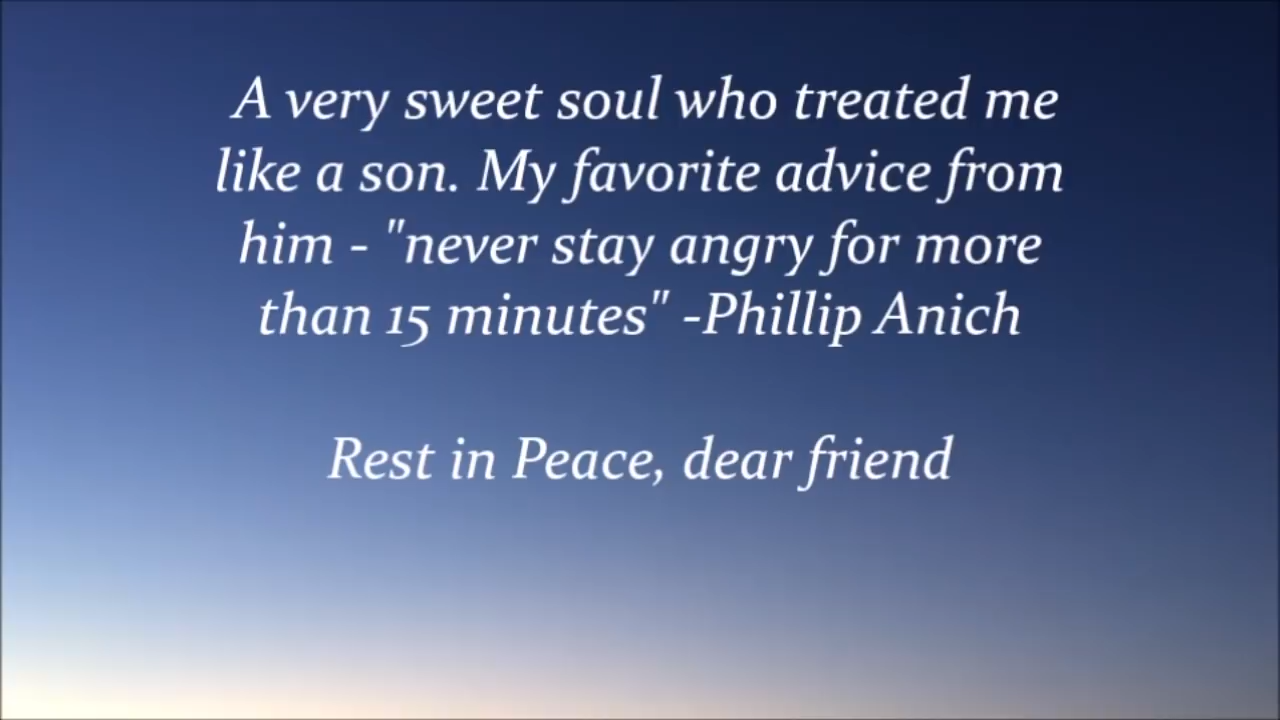 A very sweet soul who treated me
like a son. My favorite advice from
him - "never stay angry for more
than 15 minutes" -Phillip Anich
Rest in Peace, dear friend